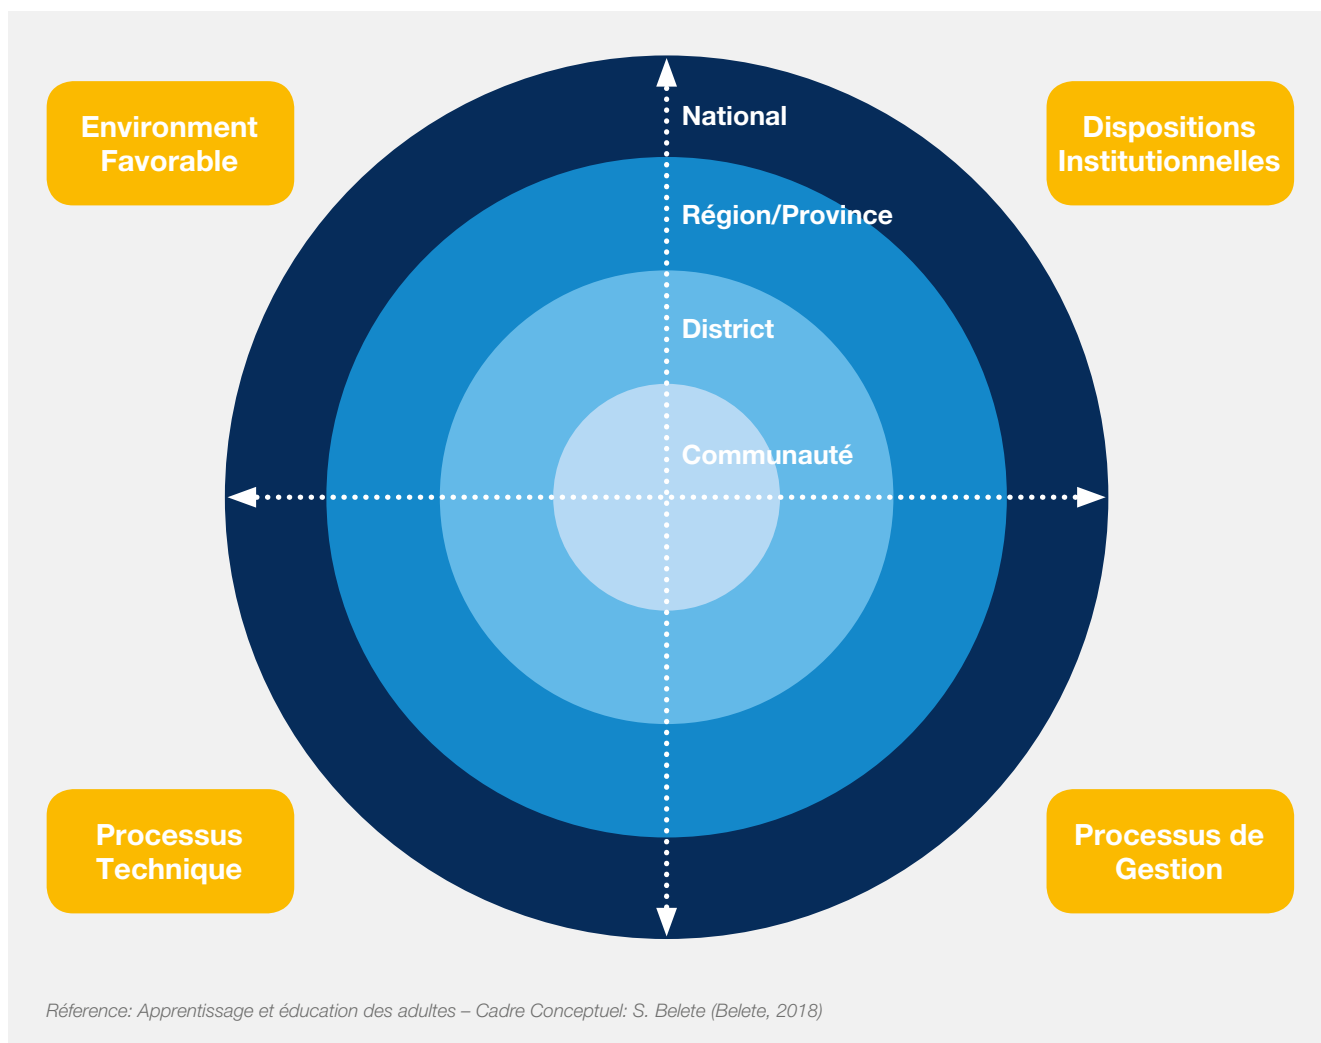 Environment
Favorable
Dispositions
Institutionnelles
National
Région/Province
District
Communauté
Processus
Technique
Processus de
Gestion
Réference: Apprentissage et éducation des adultes – Cadre Conceptuel: S. Belete (Belete, 2018)